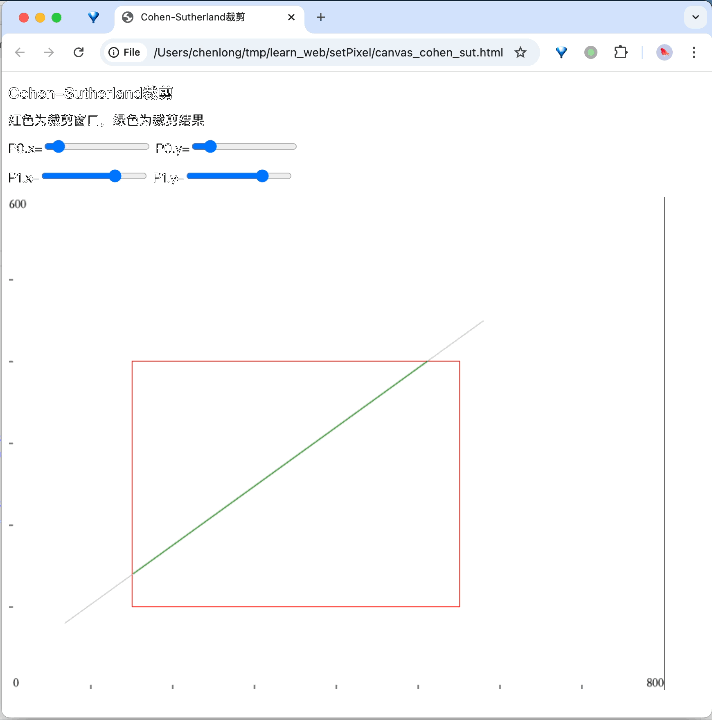 Cohen-Sutherland裁剪
File /Users/chenlong/tmp/learn_web/setPixel/canvas_cohen_sut.html
Cohen-Sutherland裁剪
红色为裁剪窗口，绿色为裁剪结果
P0.x= P0.y=
P1.x= P1.y=
600
0 800